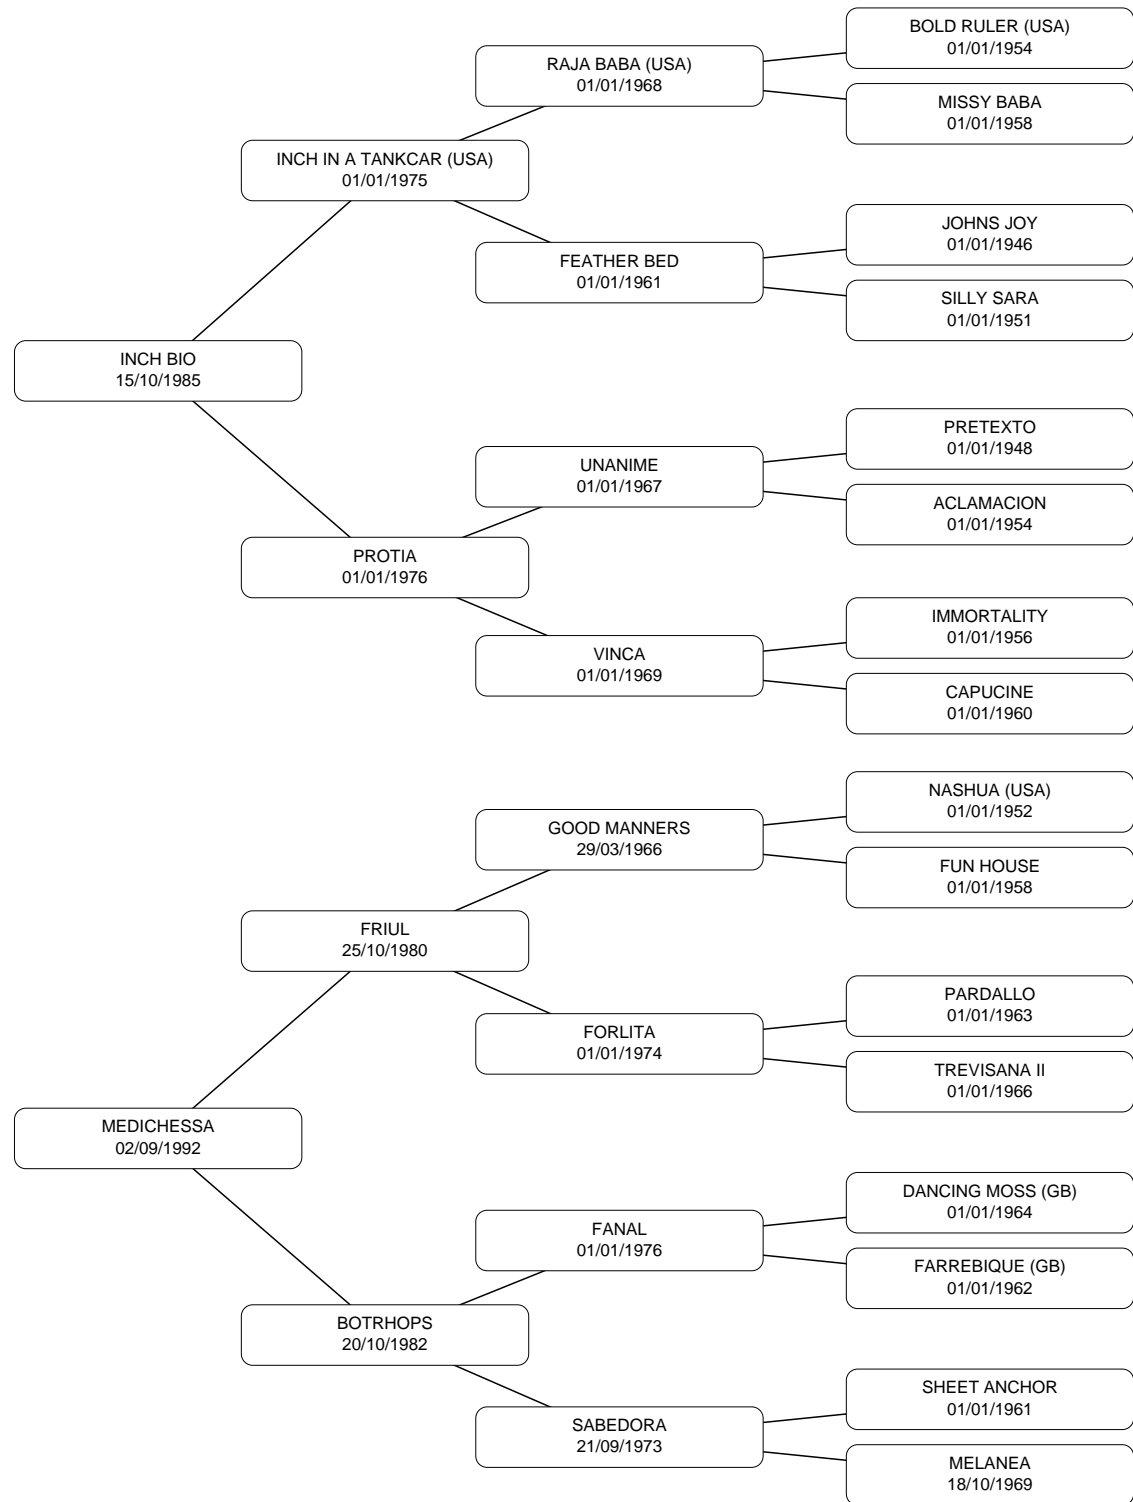 BOLD RULER (USA)
01/01/1954
RAJA BABA (USA)
01/01/1968
MISSY BABA
01/01/1958
INCH IN A TANKCAR (USA)
01/01/1975
JOHNS JOY
01/01/1946
FEATHER BED
01/01/1961
SILLY SARA
01/01/1951
INCH BIO
15/10/1985
PRETEXTO
01/01/1948
UNANIME
01/01/1967
ACLAMACION
01/01/1954
PROTIA
01/01/1976
IMMORTALITY
01/01/1956
VINCA
01/01/1969
CAPUCINE
01/01/1960
NASHUA (USA)
01/01/1952
GOOD MANNERS
29/03/1966
FUN HOUSE
01/01/1958
FRIUL
25/10/1980
PARDALLO
01/01/1963
FORLITA
01/01/1974
TREVISANA II
01/01/1966
MEDICHESSA
02/09/1992
DANCING MOSS (GB)
01/01/1964
FANAL
01/01/1976
FARREBIQUE (GB)
01/01/1962
BOTRHOPS
20/10/1982
SHEET ANCHOR
01/01/1961
SABEDORA
21/09/1973
MELANEA
18/10/1969